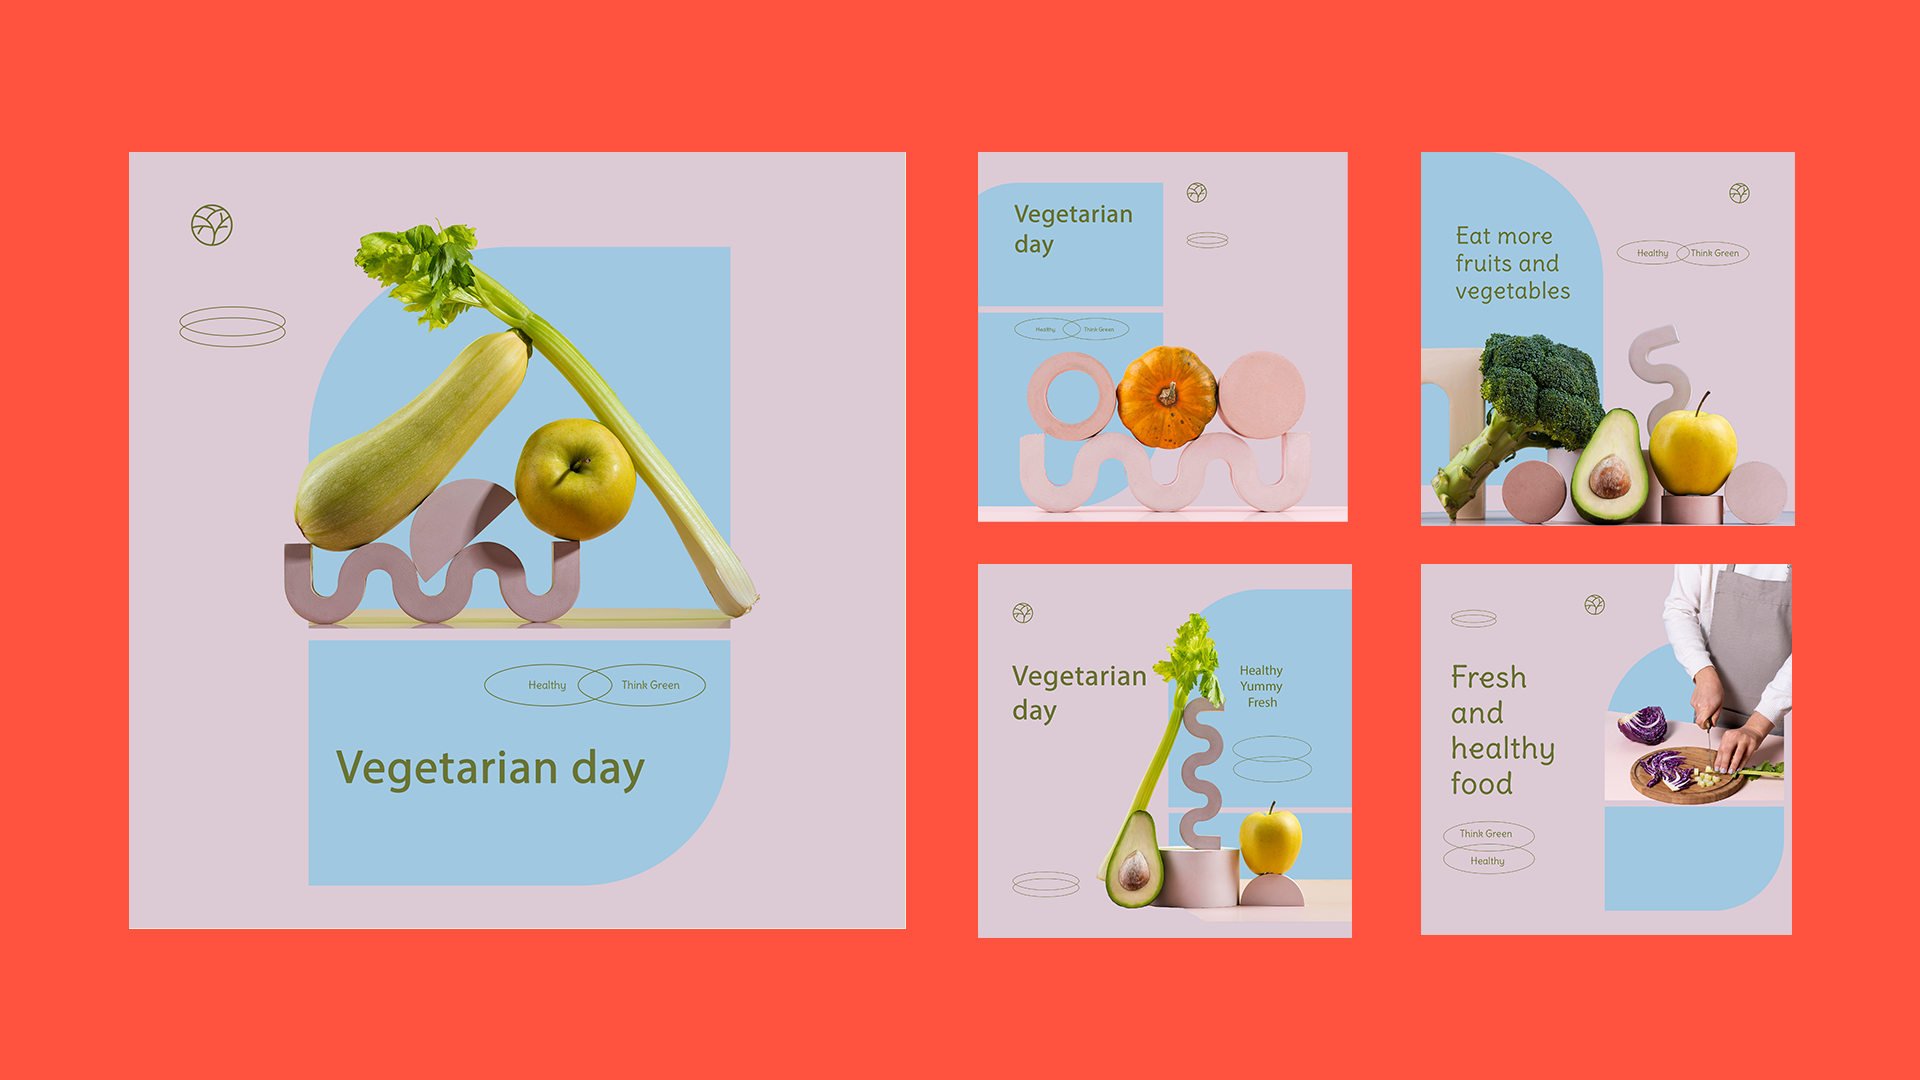 Healthy
Think Green
Vegetarian day
Vegetarian
day
Healthy
Think Green
Eat more
fruits and
vegetables
Healthy
Think Green
Vegetarian
day
Healthy
Yummy
Fresh
Fresh
and
healthy
food
Think Green
Healthy